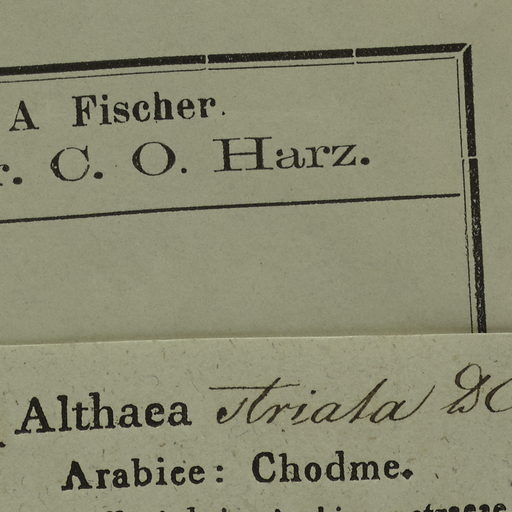 A Fischer.
r. C. O. Harz.
Althaea striata DC
Arabice: Chodme.